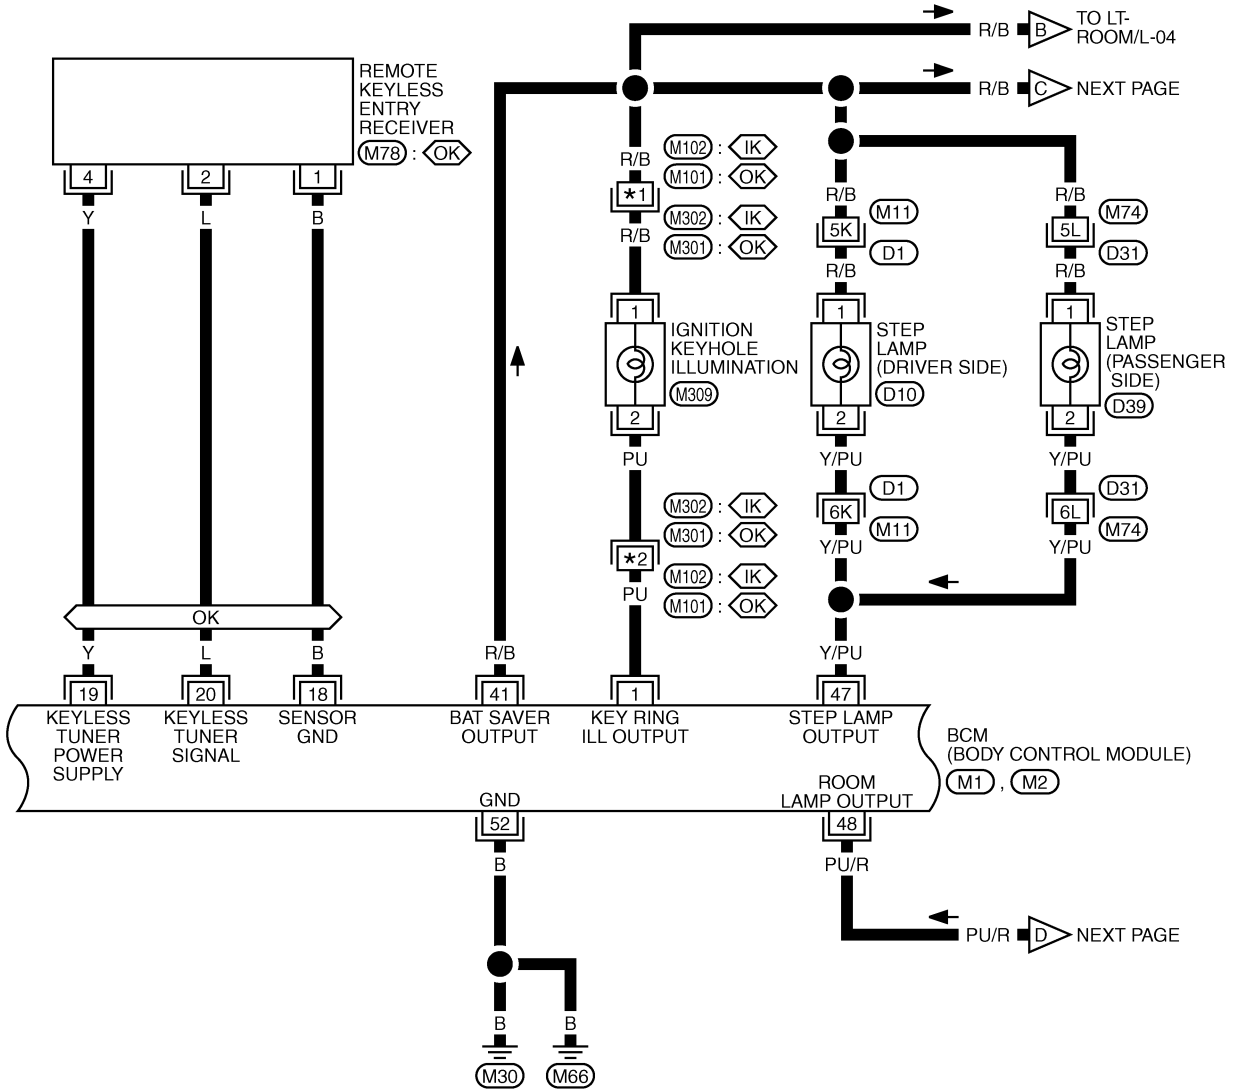 R/B
B
TO LT-
ROOM/L-04
R/B
C
NEXT PAGE
REMOTE
KEYLESS
ENTRY
RECEIVER
M78 : OK
4
2
1
Y
L
B
R/B
M102 : IK
M101 : OK
*1
M302 : IK
R/B
M301 : OK
R/B
M11
5K
D1
R/B
R/B
M74
5L
D31
R/B
1
IGNITION
KEYHOLE
ILLUMINATION
M309
2
PU
1
STEP
LAMP
(DRIVER SIDE)
D10
2
Y/PU
1
STEP
LAMP
(PASSENGER
SIDE)
D39
2
Y/PU
M302 : IK
M301 : OK
*2
M102 : IK
PU
M101 : OK
D1
6K
M11
Y/PU
D31
6L
M74
Y/PU
OK
Y
L
B
R/B
Y/PU
19
20
18
41
1
47
KEYLESS
TUNER
POWER
SUPPLY
KEYLESS
TUNER
SIGNAL
SENSOR
GND
BAT SAVER
OUTPUT
KEY RING
ILL OUTPUT
STEP LAMP
OUTPUT
BCM
(BODY CONTROL MODULE)
M1 , M2
GND
52
B
ROOM
LAMP OUTPUT
48
PU/R
PU/R
D
NEXT PAGE
B
B
M30
M66